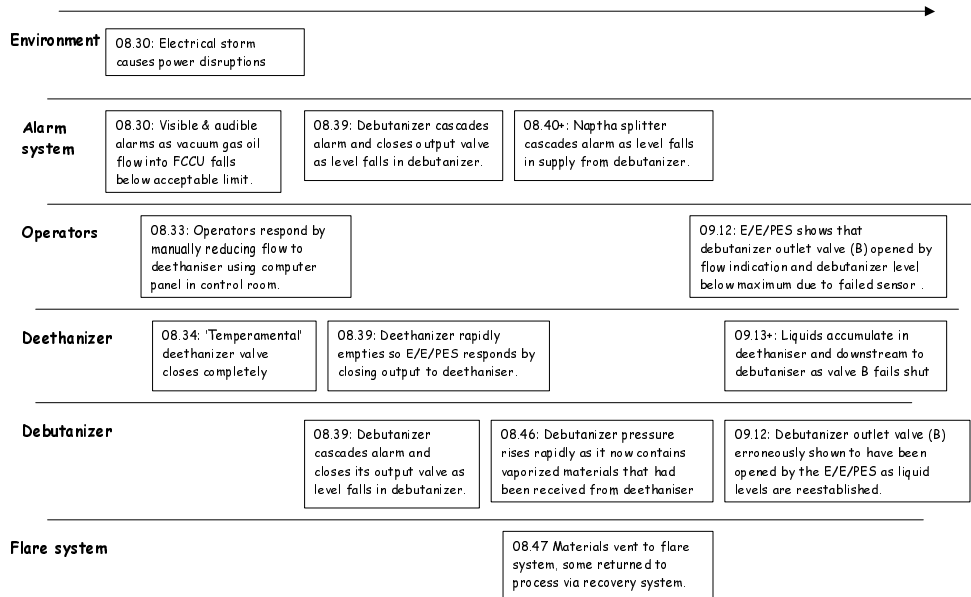 Environment
08.30: Electrical storm
causes power disruptions
Alarm
system
08.30: Visible & audible
alarms as vacuum gas oil
flow into FCCU falls
below acceptable limit.
08.39: Debutanizer cascades
alarm and closes output valve
as level falls in debutanizer.
08.40+: Naptha splitter
cascades alarm as level falls
in supply from debutanizer.
Operators
08.33: Operators respond by
manually reducing flow to
deethaniser using computer
panel in control room.
09.12: E/E/PES shows that
debutanizer outlet valve (B) opened by
flow indication and debutanizer level
below maximum due to failed sensor .
Deethanizer
08.34: 'Temperamental'
deethanizer valve
closes completely
08.39: Deethanizer rapidly
empties so E/E/PES responds by
closing output to deethaniser.
09.13+: Liquids accumulate in
deethaniser and downstream to
debutaniser as valve B fails shut
Debutanizer
08.39: Debutanizer
cascades alarm and
closes its output valve as
level falls in debutanizer.
08.46: Debutanizer pressure
rises rapidly as it now contains
vaporized materials that had
been received from deethaniser
09.12: Debutanizer outlet valve (B)
erroneously shown to have been
opened by the E/E/PES as liquid
levels are reestablished.
Flare system
08.47 Materials vent to flare
system, some returned to
process via recovery system.